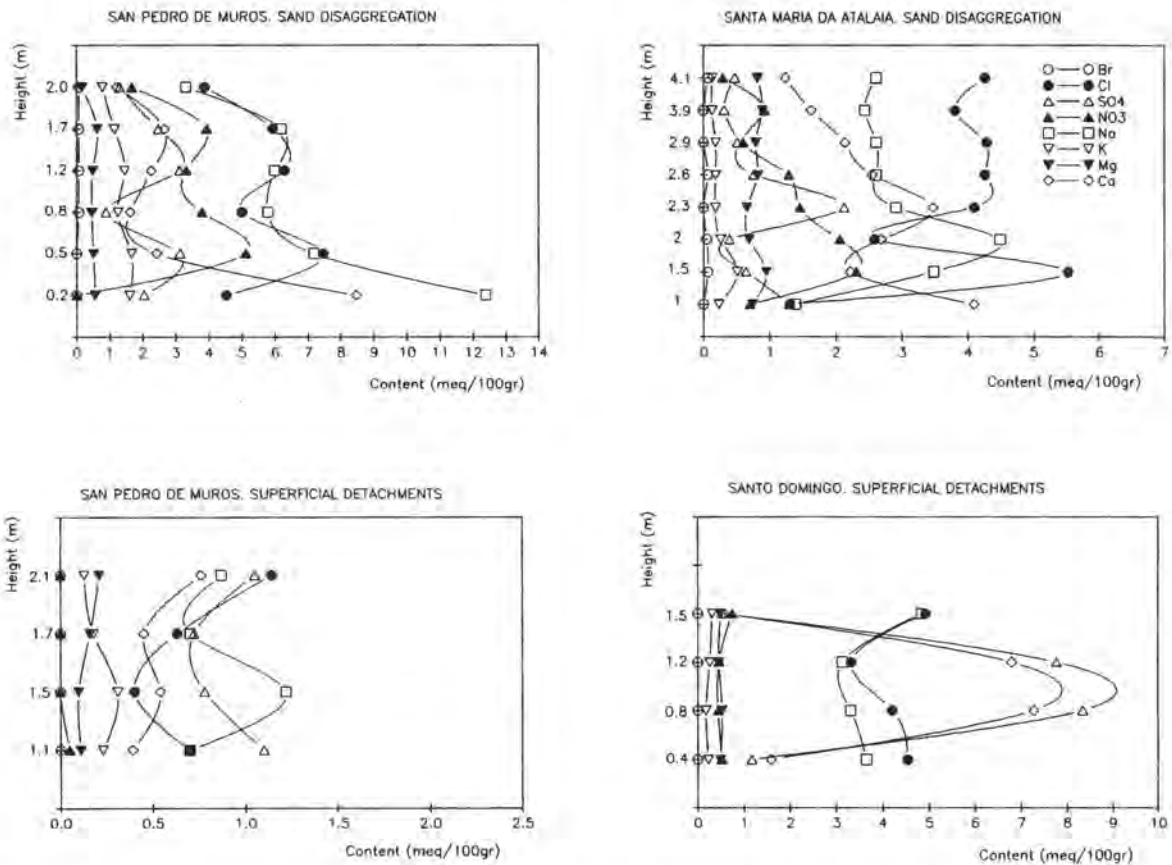 SAN PEDRO DE MUROS. SAND DISAGGREGATION
Height (m)
2.0
1.7
1.2
0.8
0.5
0.2
0 1 2 3 4 5 6 7 8 9 10 11 12 13 14
Content (meq/100gr)
SANTA MARIA DA ATALAIA. SAND DISAGGREGATION
Height (m)
4.1
3.9
2.9
2.6
2.3
2
1.5
1
Br
Cl
SO4
NO3
Na
K
Mg
Ca
0 1 2 3 4 5 6 7
Content (meq/100gr)
SAN PEDRO DE MUROS. SUPERFICIAL DETACHMENTS
Height (m)
2.1
1.7
1.5
1.1
0.0 0.5 1.0 1.5 2.0 2.5
Content (meq/100gr)
SANTO DOMINGO. SUPERFICIAL DETACHMENTS
Height (m)
1.5
1.2
0.8
0.4
0 1 2 3 4 5 6 7 8 9 10
Content (meq/100gr)